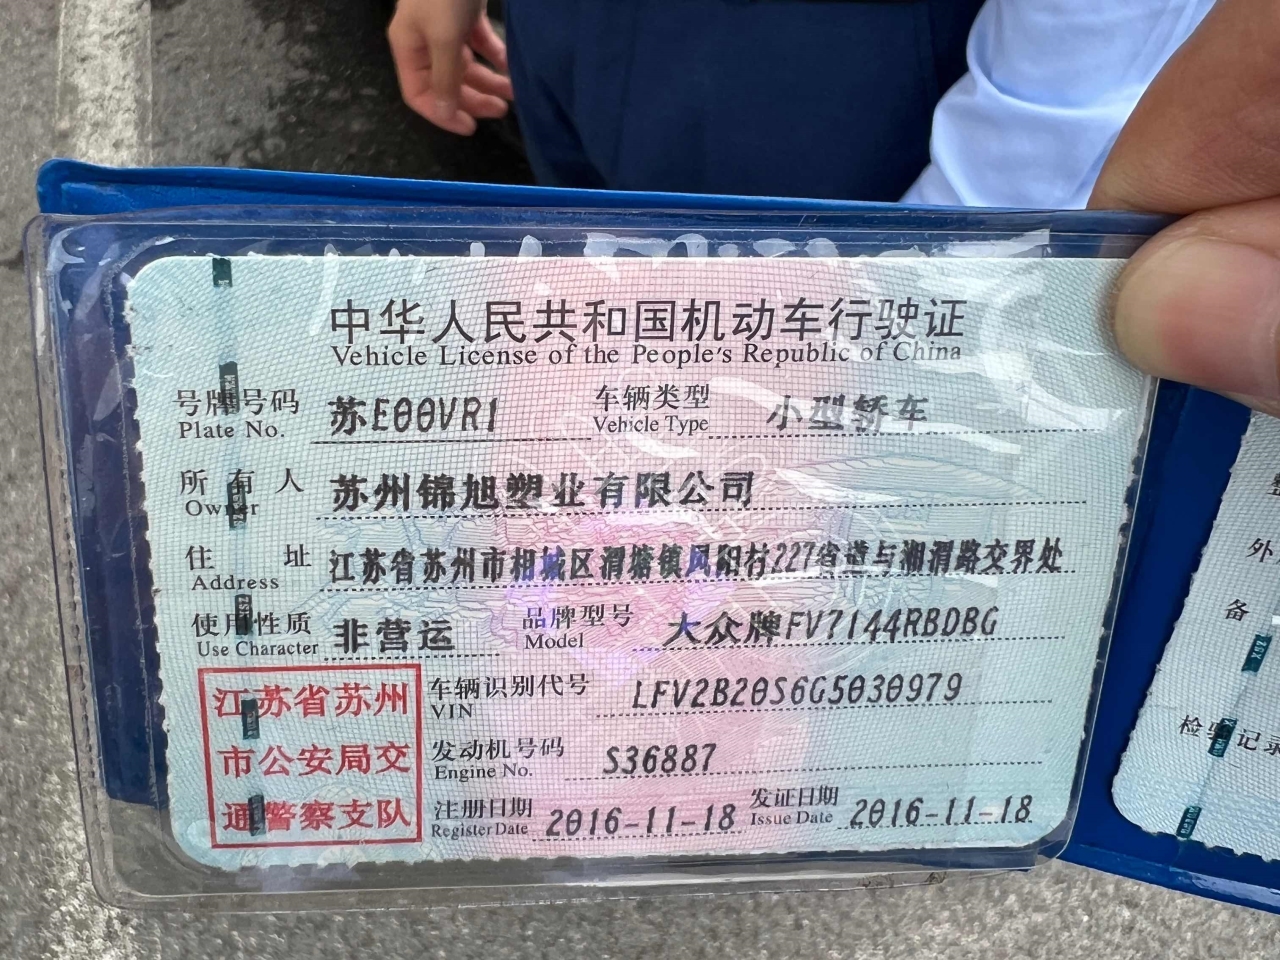 中华人民共和国机动车行驶证
Vehicle License of the People's Republic of China
号牌号码 苏E00VR1 车辆类型 小型轿车
Plate No. Vehicle Type
所有人 苏州锦旭塑业有限公司
Owner
住址 江苏省苏州市相城区渭塘镇凤阳村227省道与湘渭路交界处
Address
使用性质 非营运 品牌型号 大众牌FV7144RBDBG
Use Character Model
江苏省苏州
市公安局交
通警察支队
车辆识别代号 LFV2B20S6G5030979
VIN
发动机号码 S36887
Engine No.
注册日期 2016-11-18 发证日期 2016-11-18
Register Date Issue Date
外
备
检验记录